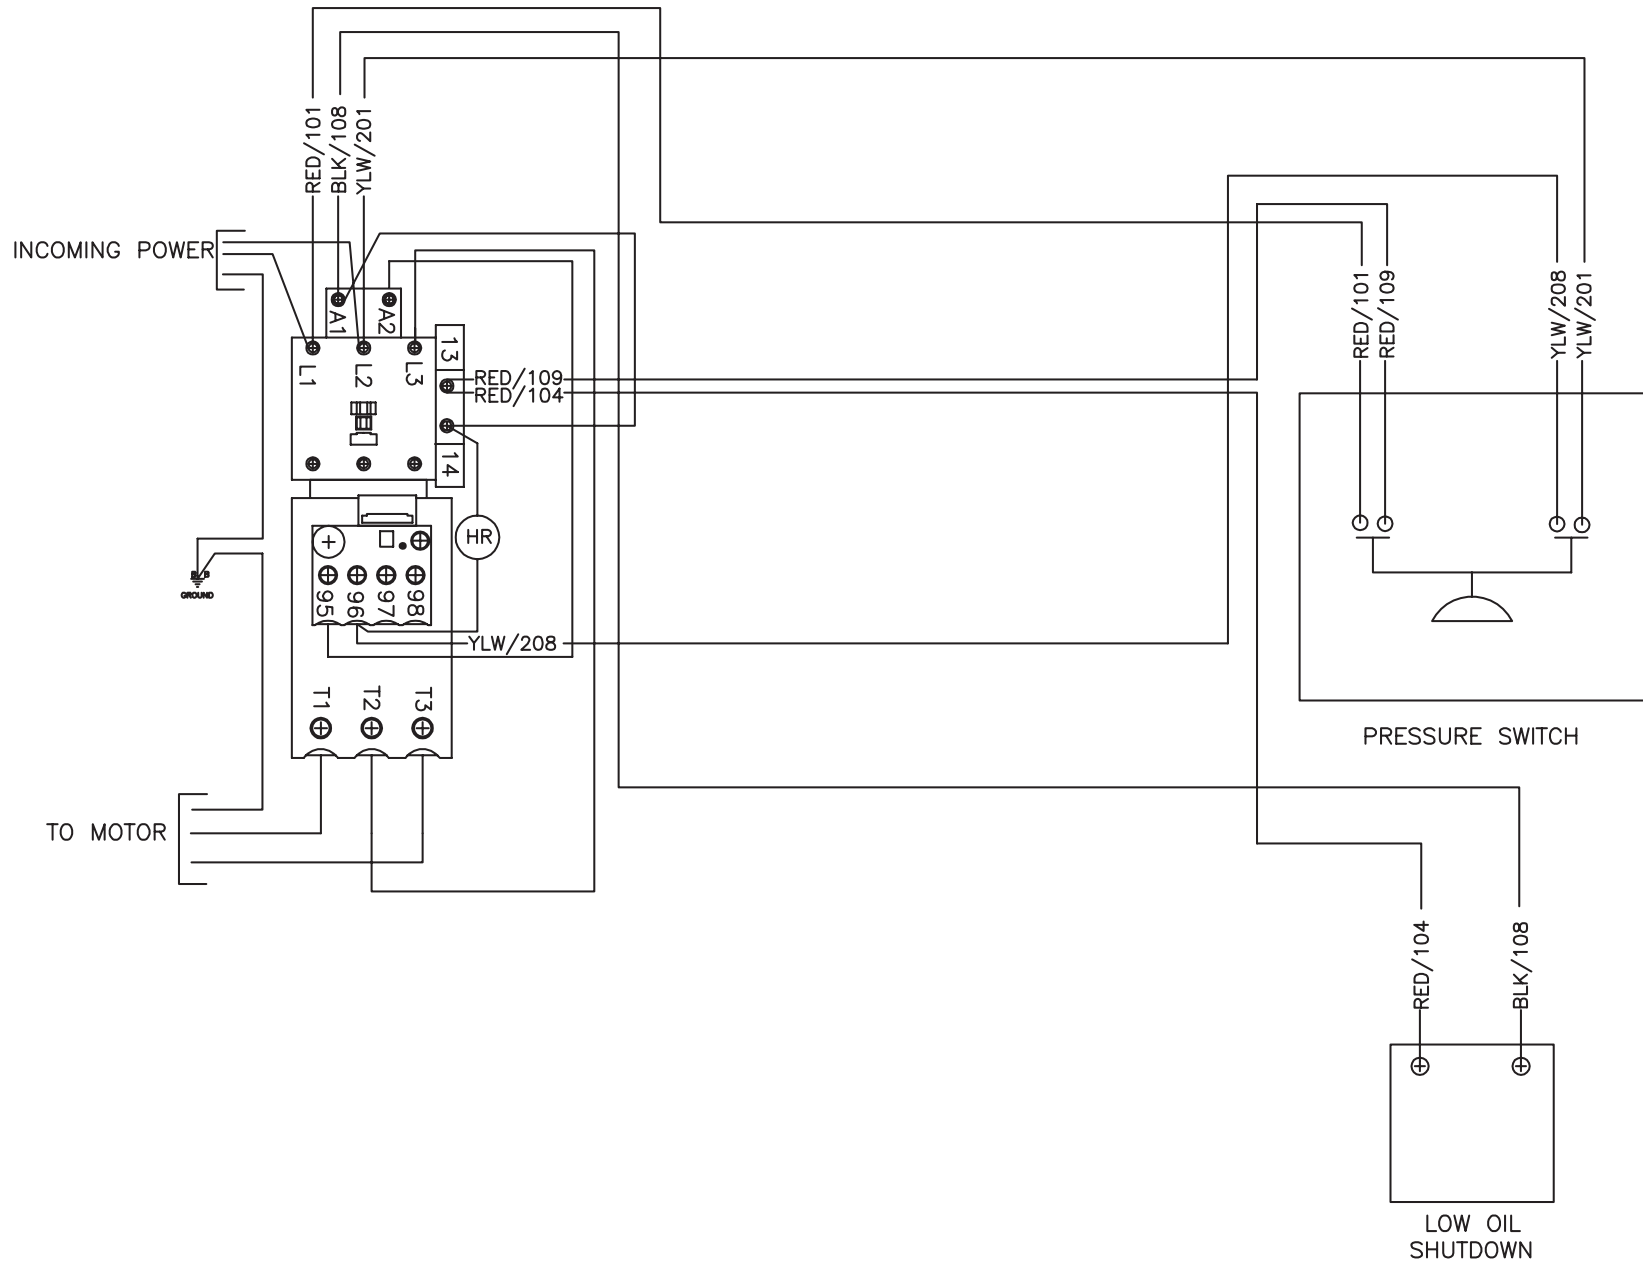 RED/101
BLK/108
YLW/201
INCOMING POWER
A1
A2
L1
L2
L3
13
RED/109
RED/104
14
RED/101
RED/109
YLW/208
YLW/201
HR
95
96
97
98
B B
GROUND
YLW/208
T1
T2
T3
PRESSURE SWITCH
TO MOTOR
RED/104
BLK/108
LOW OIL
SHUTDOWN